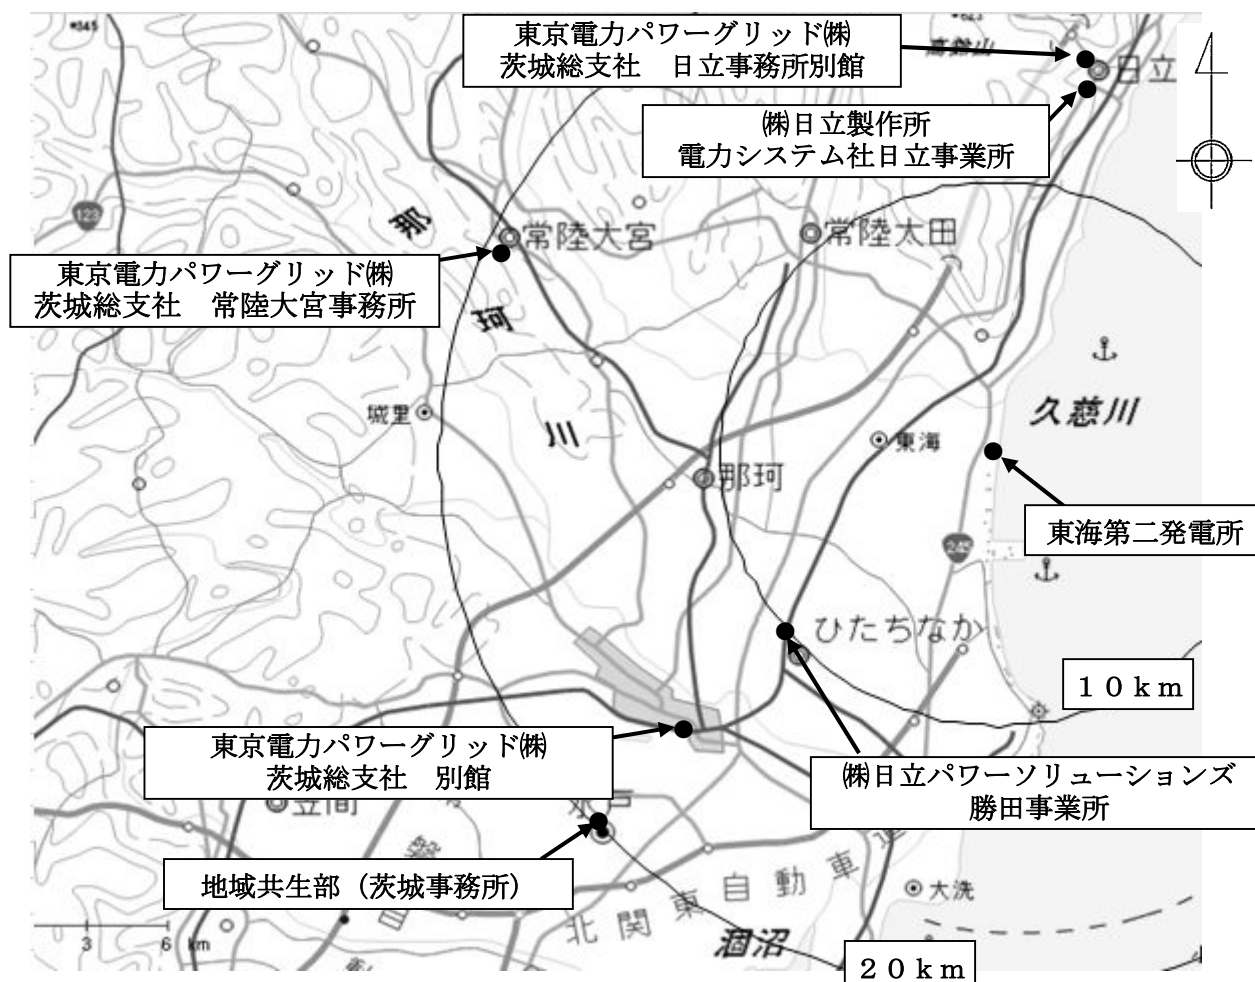 545
東京電力パワーグリッド㈱
茨城総支社　日立事務所別館
日立
㈱日立製作所
電力システム社日立事業所
123
那
珂
川
常陸大宮
常陸太田
東京電力パワーグリッド㈱
茨城総支社　常陸大宮事務所
城里
久慈川
東海
那珂
東海第二発電所
245
ひたちなか
１０ｋｍ
東京電力パワーグリッド㈱
茨城総支社　別館
㈱日立パワーソリューションズ
勝田事業所
笠間
地域共生部（茨城事務所）
北関東自動車道
大洗
涸沼
3
6
km
２０ｋｍ